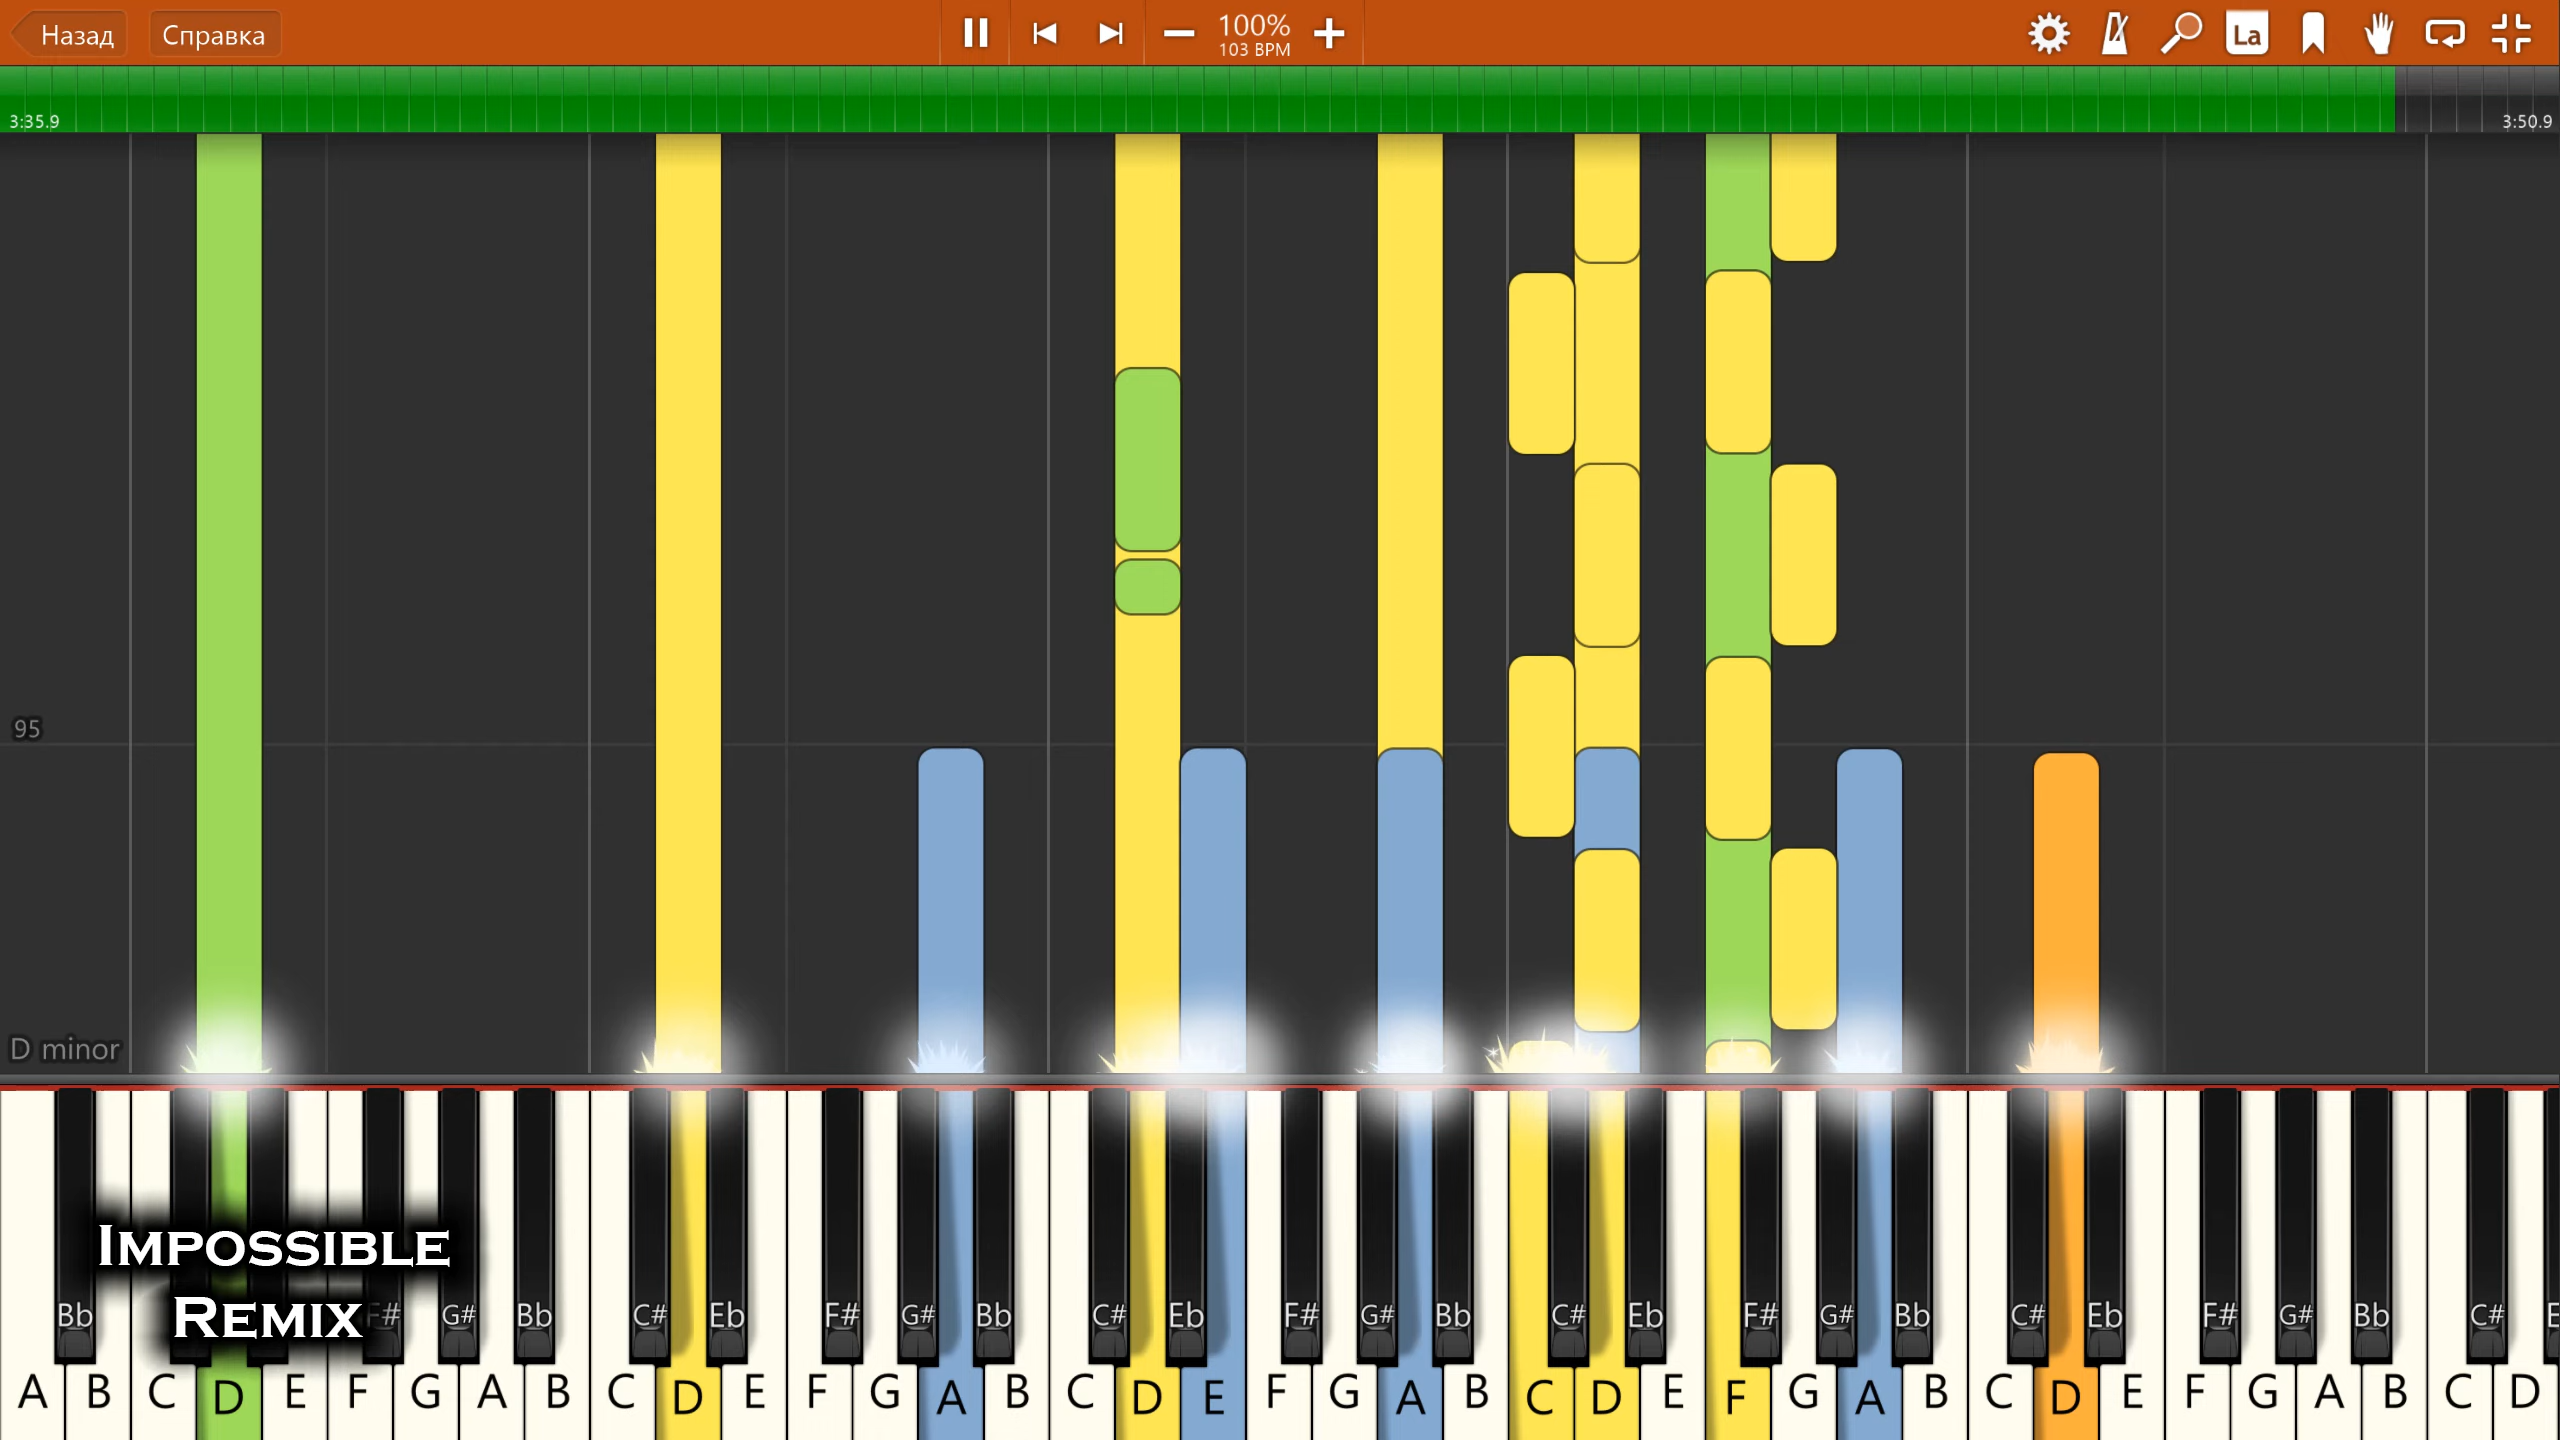 Назад Справка 100%
103 BPM
La
3:35.9 3:50.9
95
D minor
Bb F# G# Bb C# Eb F# G# Bb C# Eb F# G# Bb C# Eb F# G# Bb C# Eb F# G# Bb C#
IMPOSSIBLE
REMIX
A B C D E F G A B C D E F G A B C D E F G A B C D E F G A B C D E F G A B C D